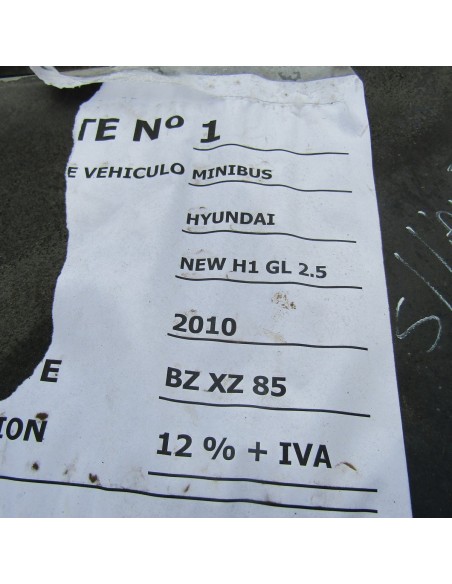 TE Nº 1
E VEHICULO MINIBUS
HYUNDAI
NEW H1 GL 2.5
2010
E BZ XZ 85
ION 12 % + IVA